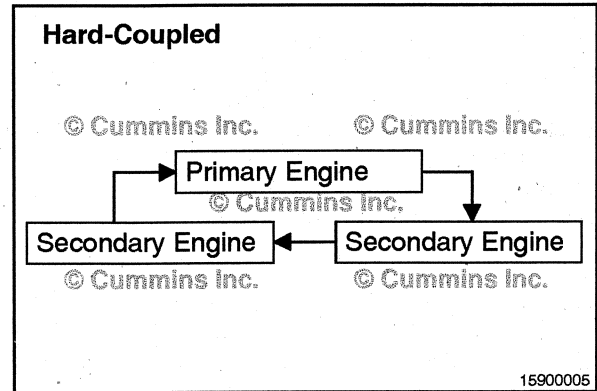 Hard-Coupled
© Cummins Inc. © Cummins Inc.
Primary Engine
© Cummins Inc.
Secondary Engine Secondary Engine
© Cummins Inc. © Cummins Inc.
15900005